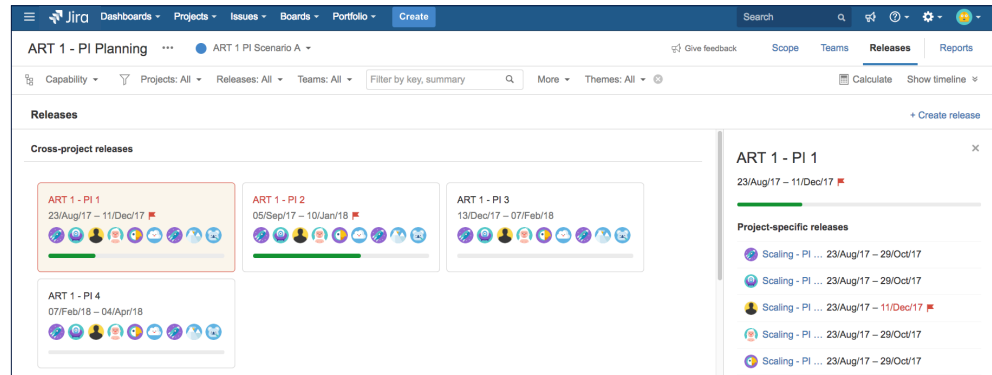 Jira Dashboards Projects Issues Boards Portfolio Create Search
ART 1 - PI Planning ··· ART 1 PI Scenario A Give feedback Scope Teams Releases Reports
Capability Projects: All Releases: All Teams: All Filter by key, summary More Themes: All Calculate Show timeline
Releases + Create release
Cross-project releases
ART 1 - PI 1
23/Aug/17 – 11/Dec/17
ART 1 - PI 2
05/Sep/17 – 10/Jan/18
ART 1 - PI 3
13/Dec/17 – 07/Feb/18
ART 1 - PI 4
07/Feb/18 – 04/Apr/18
ART 1 - PI 1
23/Aug/17 – 11/Dec/17
Project-specific releases
Scaling - PI … 23/Aug/17 – 29/Oct/17
Scaling - PI … 23/Aug/17 – 29/Oct/17
Scaling - PI … 23/Aug/17 – 11/Dec/17
Scaling - PI … 23/Aug/17 – 29/Oct/17
Scaling - PI … 23/Aug/17 – 29/Oct/17